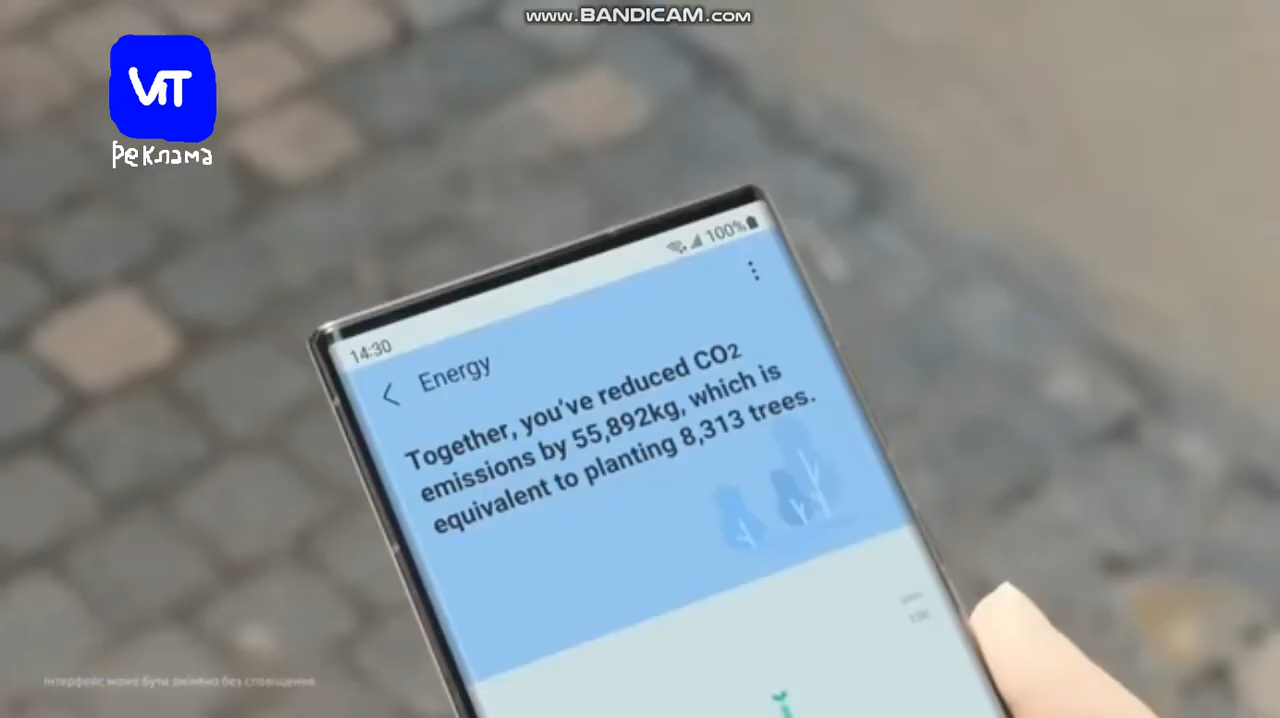 www.BANDICAM.com
ViT
Реклама
100%
14:30
Energy
Together, you've reduced CO2
emissions by 55,892kg, which is
equivalent to planting 8,313 trees.
Інтерфейс може бути змінено без сповіщення.